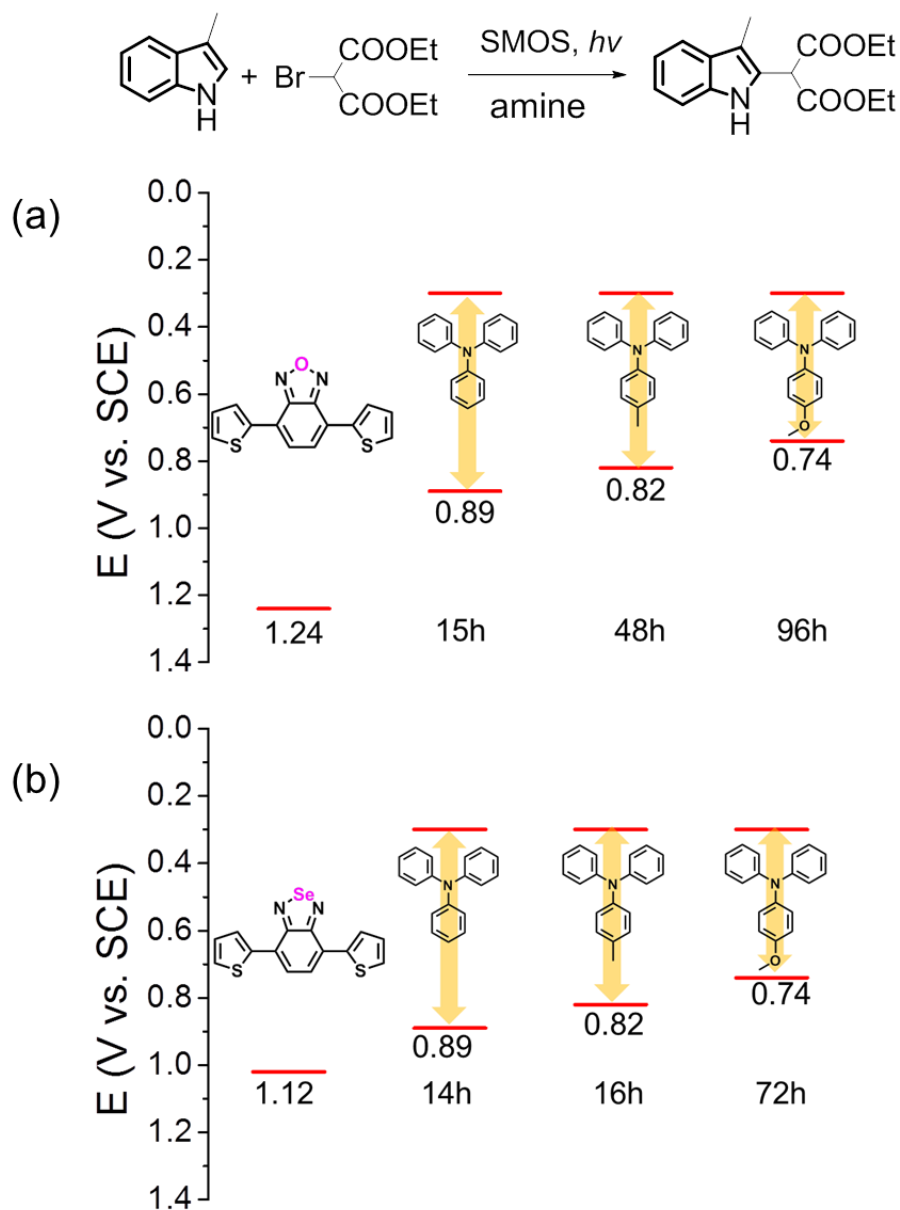 N
H
+
Br
COOEt
COOEt
SMOS, hν
amine
N
H
COOEt
COOEt
(a)
E (V vs. SCE)
0.0
0.2
0.4
0.6
0.8
1.0
1.2
1.4
O
N
N
S
S
1.24
N
0.89
15h
N
0.82
48h
N
O
0.74
96h
(b)
E (V vs. SCE)
0.0
0.2
0.4
0.6
0.8
1.0
1.2
1.4
Se
N
N
S
S
1.12
N
0.89
14h
N
0.82
16h
N
O
0.74
72h